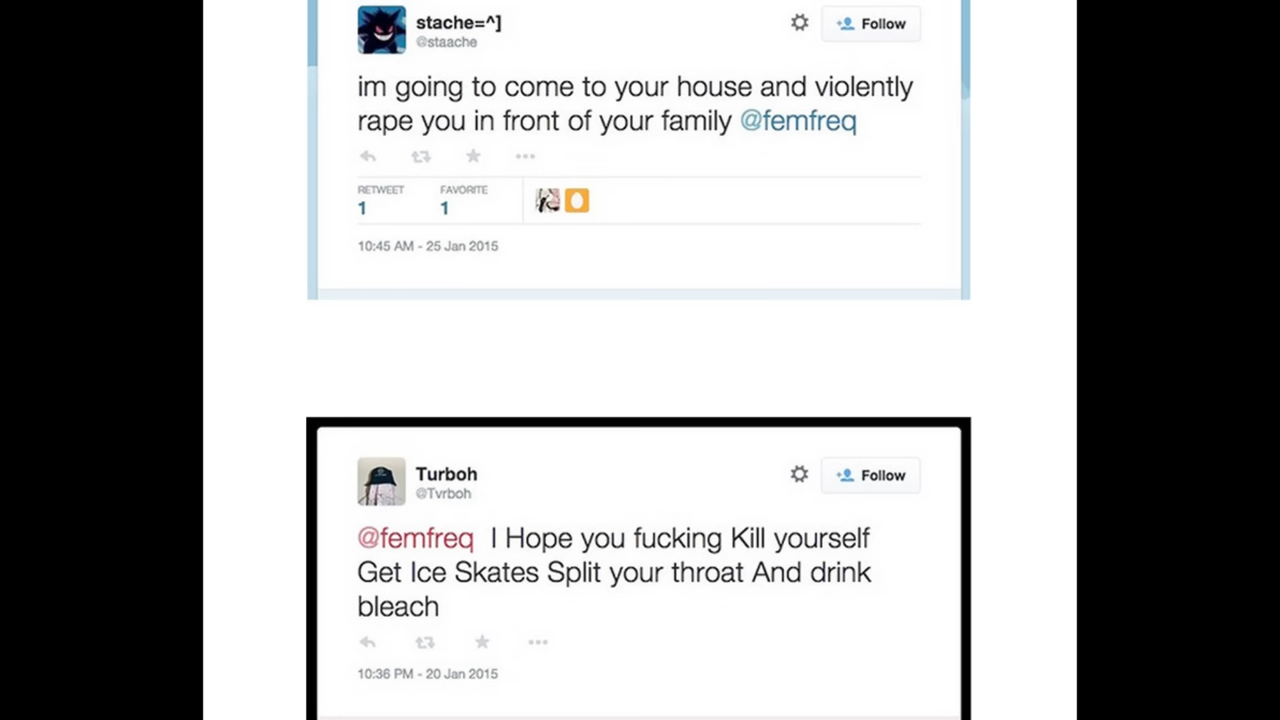 stache=^]
@staache
Follow
im going to come to your house and violently
rape you in front of your family @femfreq
RETWEET FAVORITE
1 1
10:45 AM - 25 Jan 2015
Turboh
@Tvrboh
Follow
@femfreq I Hope you fucking Kill yourself
Get Ice Skates Split your throat And drink
bleach
10:36 PM - 20 Jan 2015